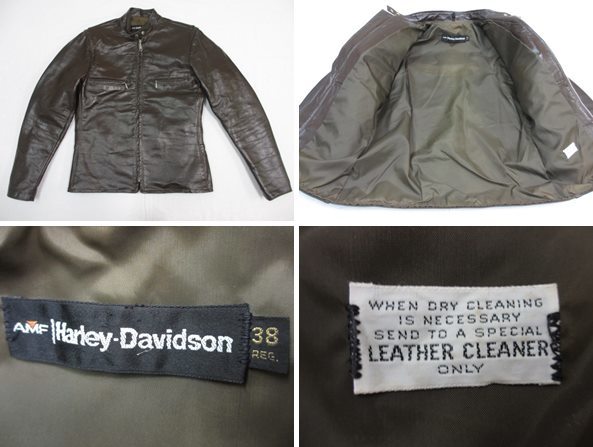 AMF Harley-Davidson
38
REG.
WHEN DRY CLEANING
IS NECESSARY
SEND TO A SPECIAL
LEATHER CLEANER
ONLY